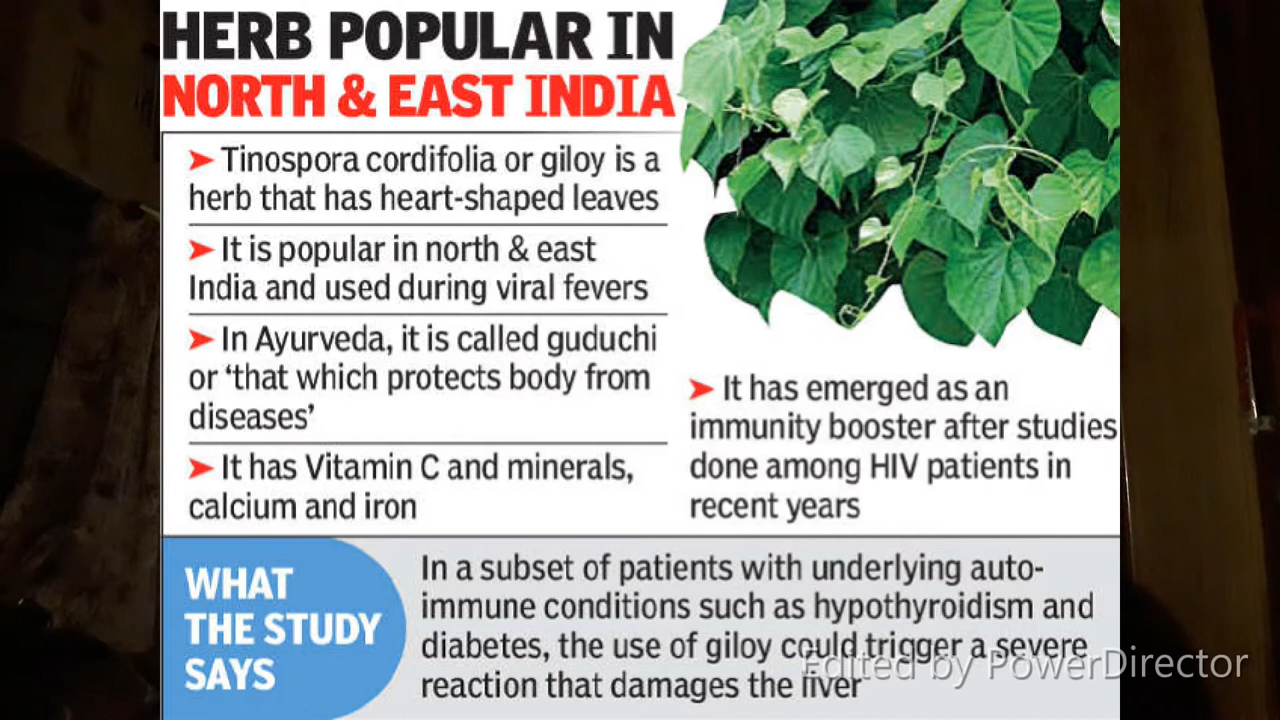 HERB POPULAR IN
NORTH & EAST INDIA
➤ Tinospora cordifolia or giloy is a
herb that has heart-shaped leaves
➤ It is popular in north & east
India and used during viral fevers
➤ In Ayurveda, it is called guduchi
or ‘that which protects body from
diseases’
➤ It has Vitamin C and minerals,
calcium and iron
➤ It has emerged as an
immunity booster after studies
done among HIV patients in
recent years
WHAT
THE STUDY
SAYS
In a subset of patients with underlying auto-
immune conditions such as hypothyroidism and
diabetes, the use of giloy could trigger a severe
reaction that damages the liver
Edited by PowerDirector